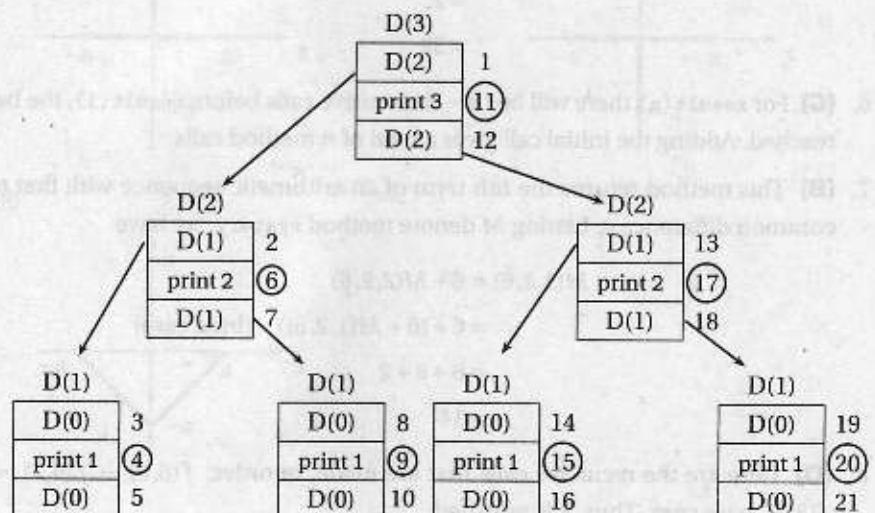 D(3)
D(2) 1
print 3 11
D(2) 12
D(2) D(2)
D(1) 2 D(1) 13
print 2 6 print 2 17
D(1) 7 D(1) 18
D(1) D(1) D(1) D(1)
D(0) 3 D(0) 8 D(0) 14 D(0) 19
print 1 4 print 1 9 print 1 15 print 1 20
D(0) 5 D(0) 10 D(0) 16 D(0) 21